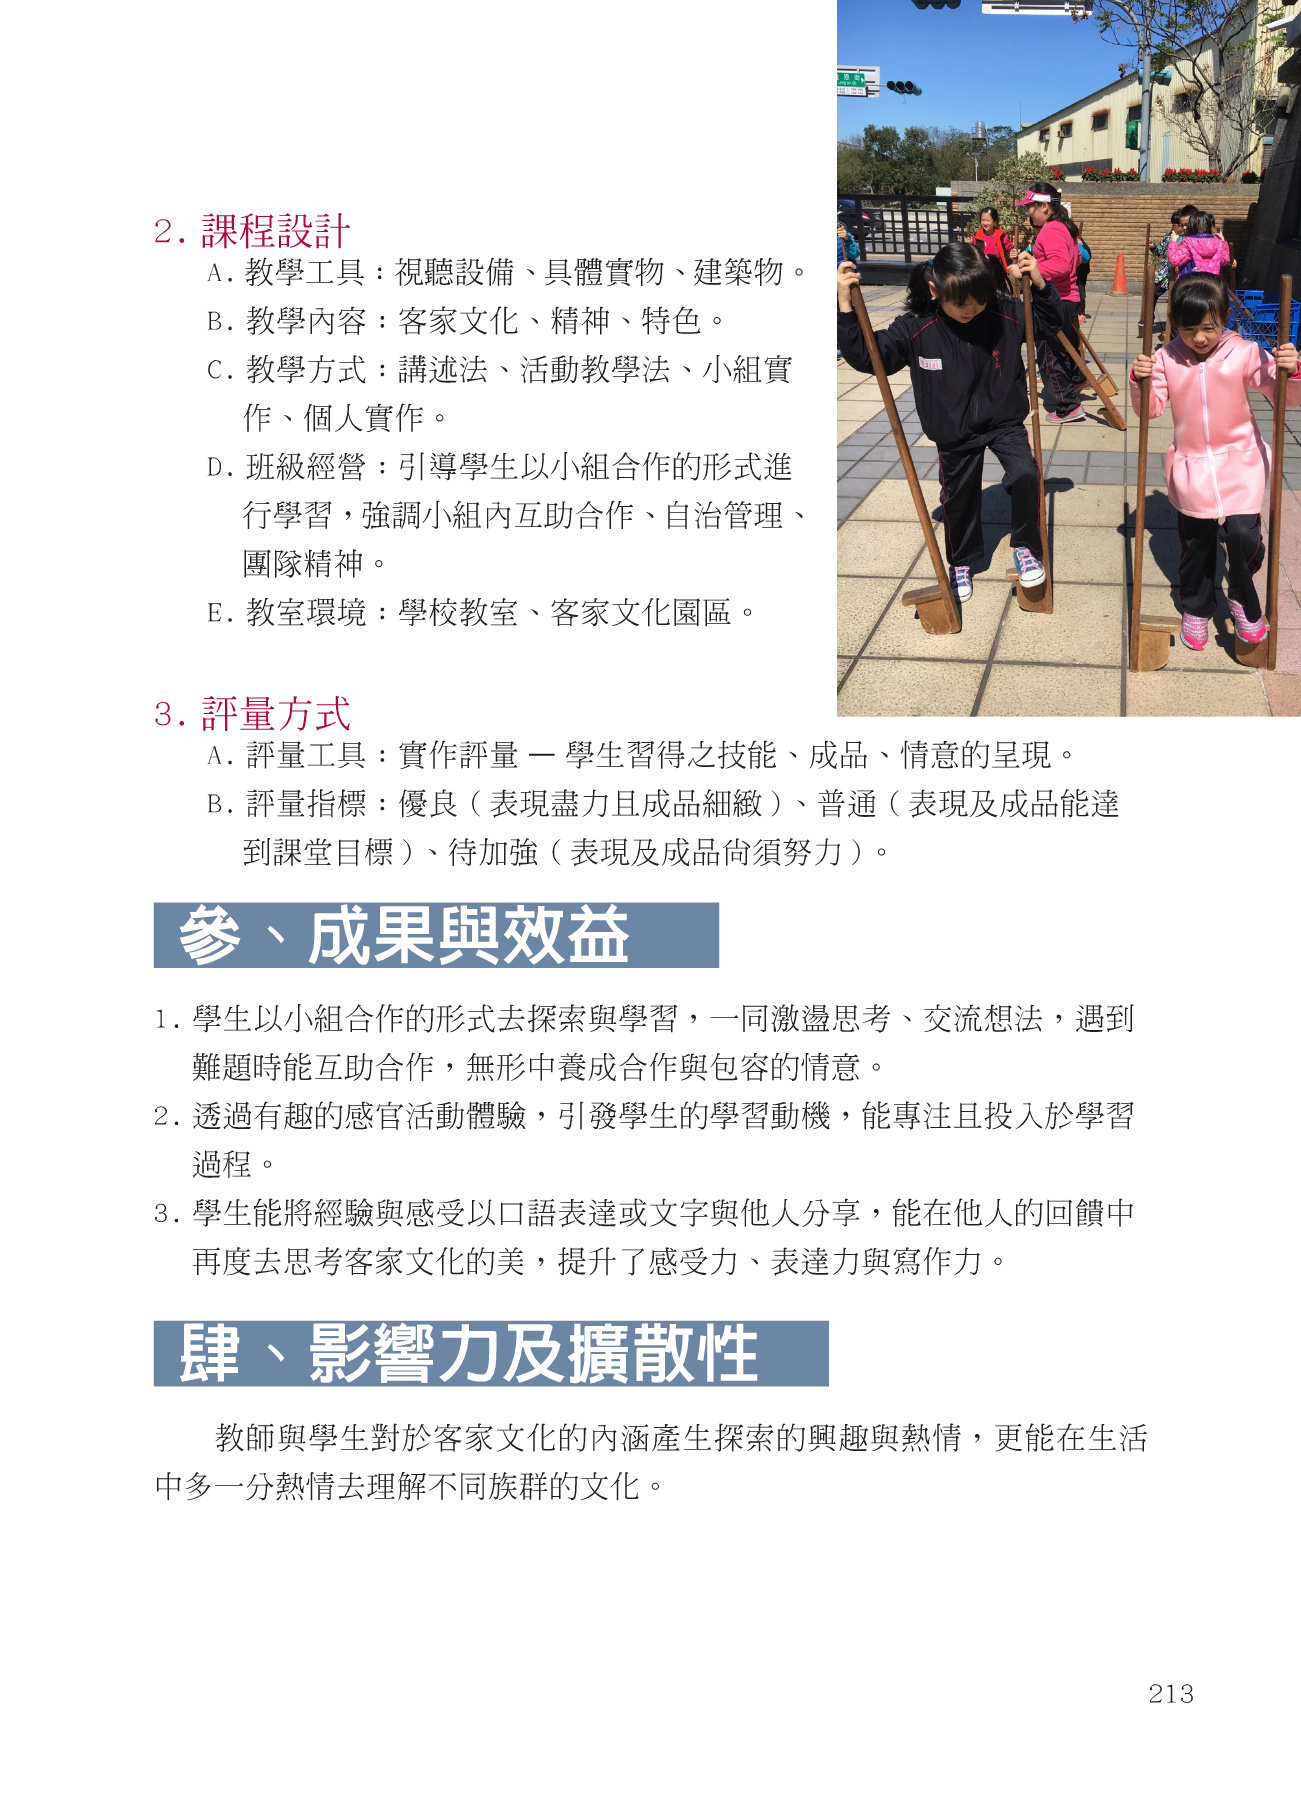 2. 課程設計
A. 教學工具：視聽設備、具體實物、建築物。
B. 教學內容：客家文化、精神、特色。
C. 教學方式：講述法、活動教學法、小組實
作、個人實作。
D. 班級經營：引導學生以小組合作的形式進
行學習，強調小組內互助合作、自治管理、
團隊精神。
E. 教室環境：學校教室、客家文化園區。
3. 評量方式
A. 評量工具：實作評量 — 學生習得之技能、成品、情意的呈現。
B. 評量指標：優良（表現盡力且成品細緻）、普通（表現及成品能達
到課堂目標）、待加強（表現及成品尚須努力）。
參、成果與效益
1. 學生以小組合作的形式去探索與學習，一同激盪思考、交流想法，遇到
難題時能互助合作，無形中養成合作與包容的情意。
2. 透過有趣的感官活動體驗，引發學生的學習動機，能專注且投入於學習
過程。
3. 學生能將經驗與感受以口語表達或文字與他人分享，能在他人的回饋中
再度去思考客家文化的美，提升了感受力、表達力與寫作力。
肆、影響力及擴散性
教師與學生對於客家文化的內涵產生探索的興趣與熱情，更能在生活
中多一分熱情去理解不同族群的文化。
213